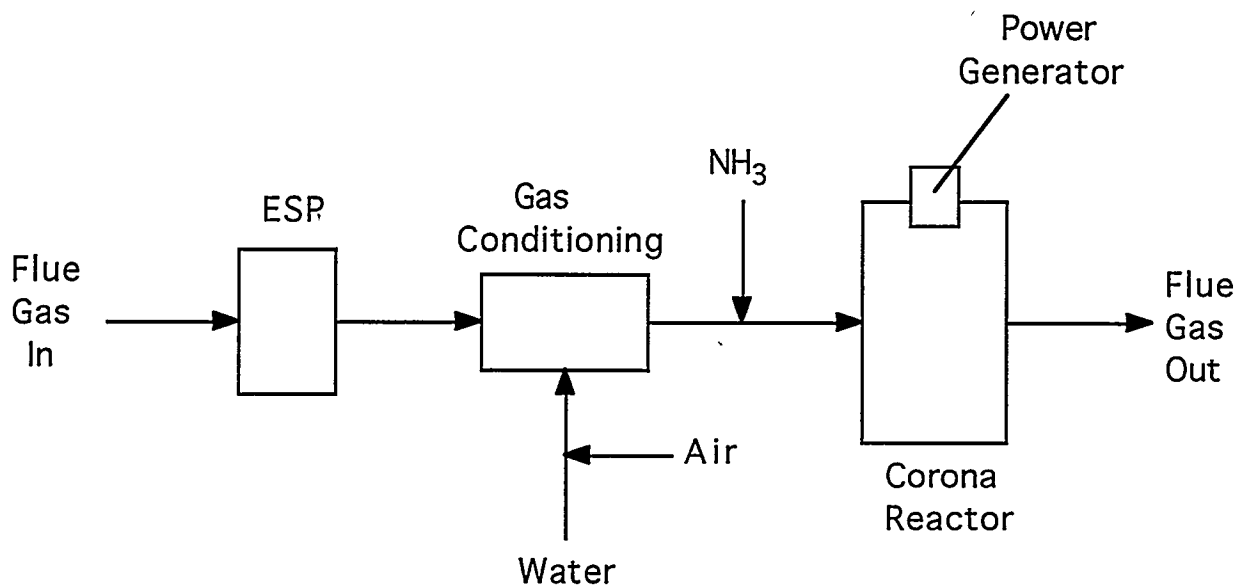 Power
Generator
NH₃
ESP
Gas
Conditioning
Flue
Gas
In
Flue
Gas
Out
Air
Corona
Reactor
Water